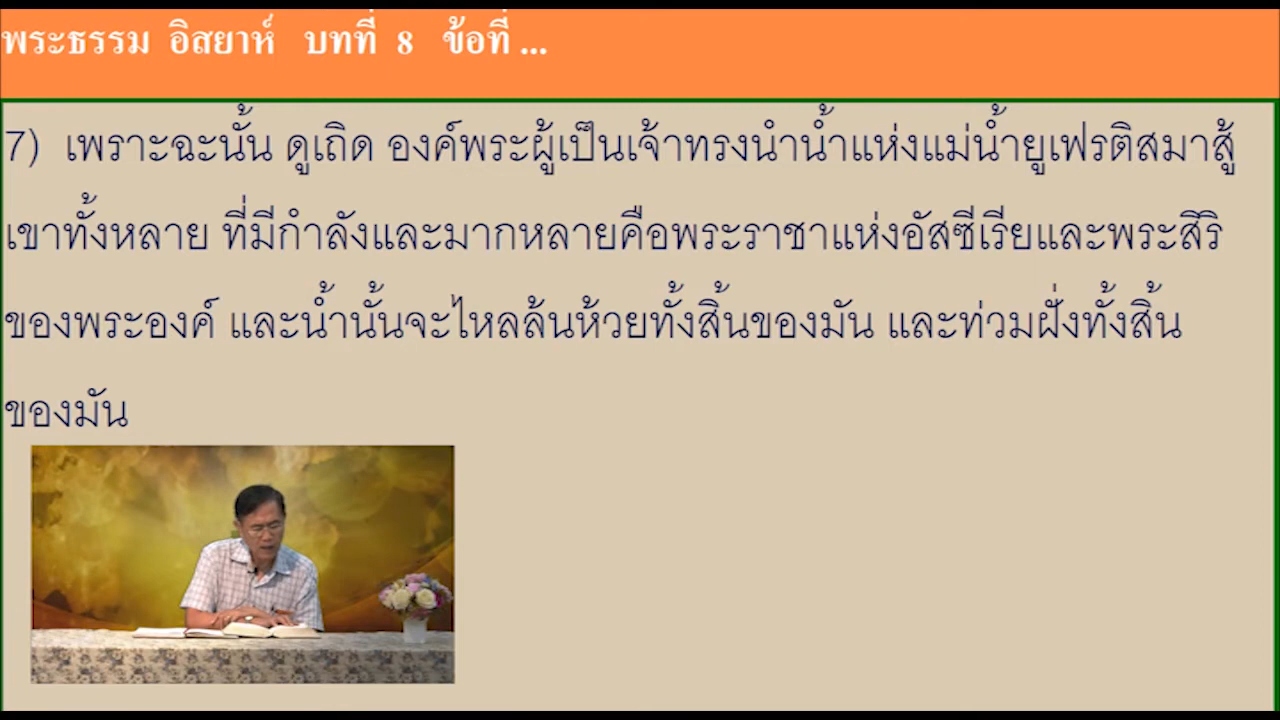 พระธรรม อิสยาห์ บทที่ 8 ข้อที่ ...
7) เพราะฉะนั้น ดูเถิด องค์พระผู้เป็นเจ้าทรงนำน้ำแห่งแม่น้ำยูเฟรติสมาสู้
เขาทั้งหลาย ที่มีกำลังและมากหลายคือพระราชาแห่งอัสซีเรียและพระสิริ
ของพระองค์ และน้ำนั้นจะไหลล้นห้วยทั้งสิ้นของมัน และท่วมฝั่งทั้งสิ้น
ของมัน